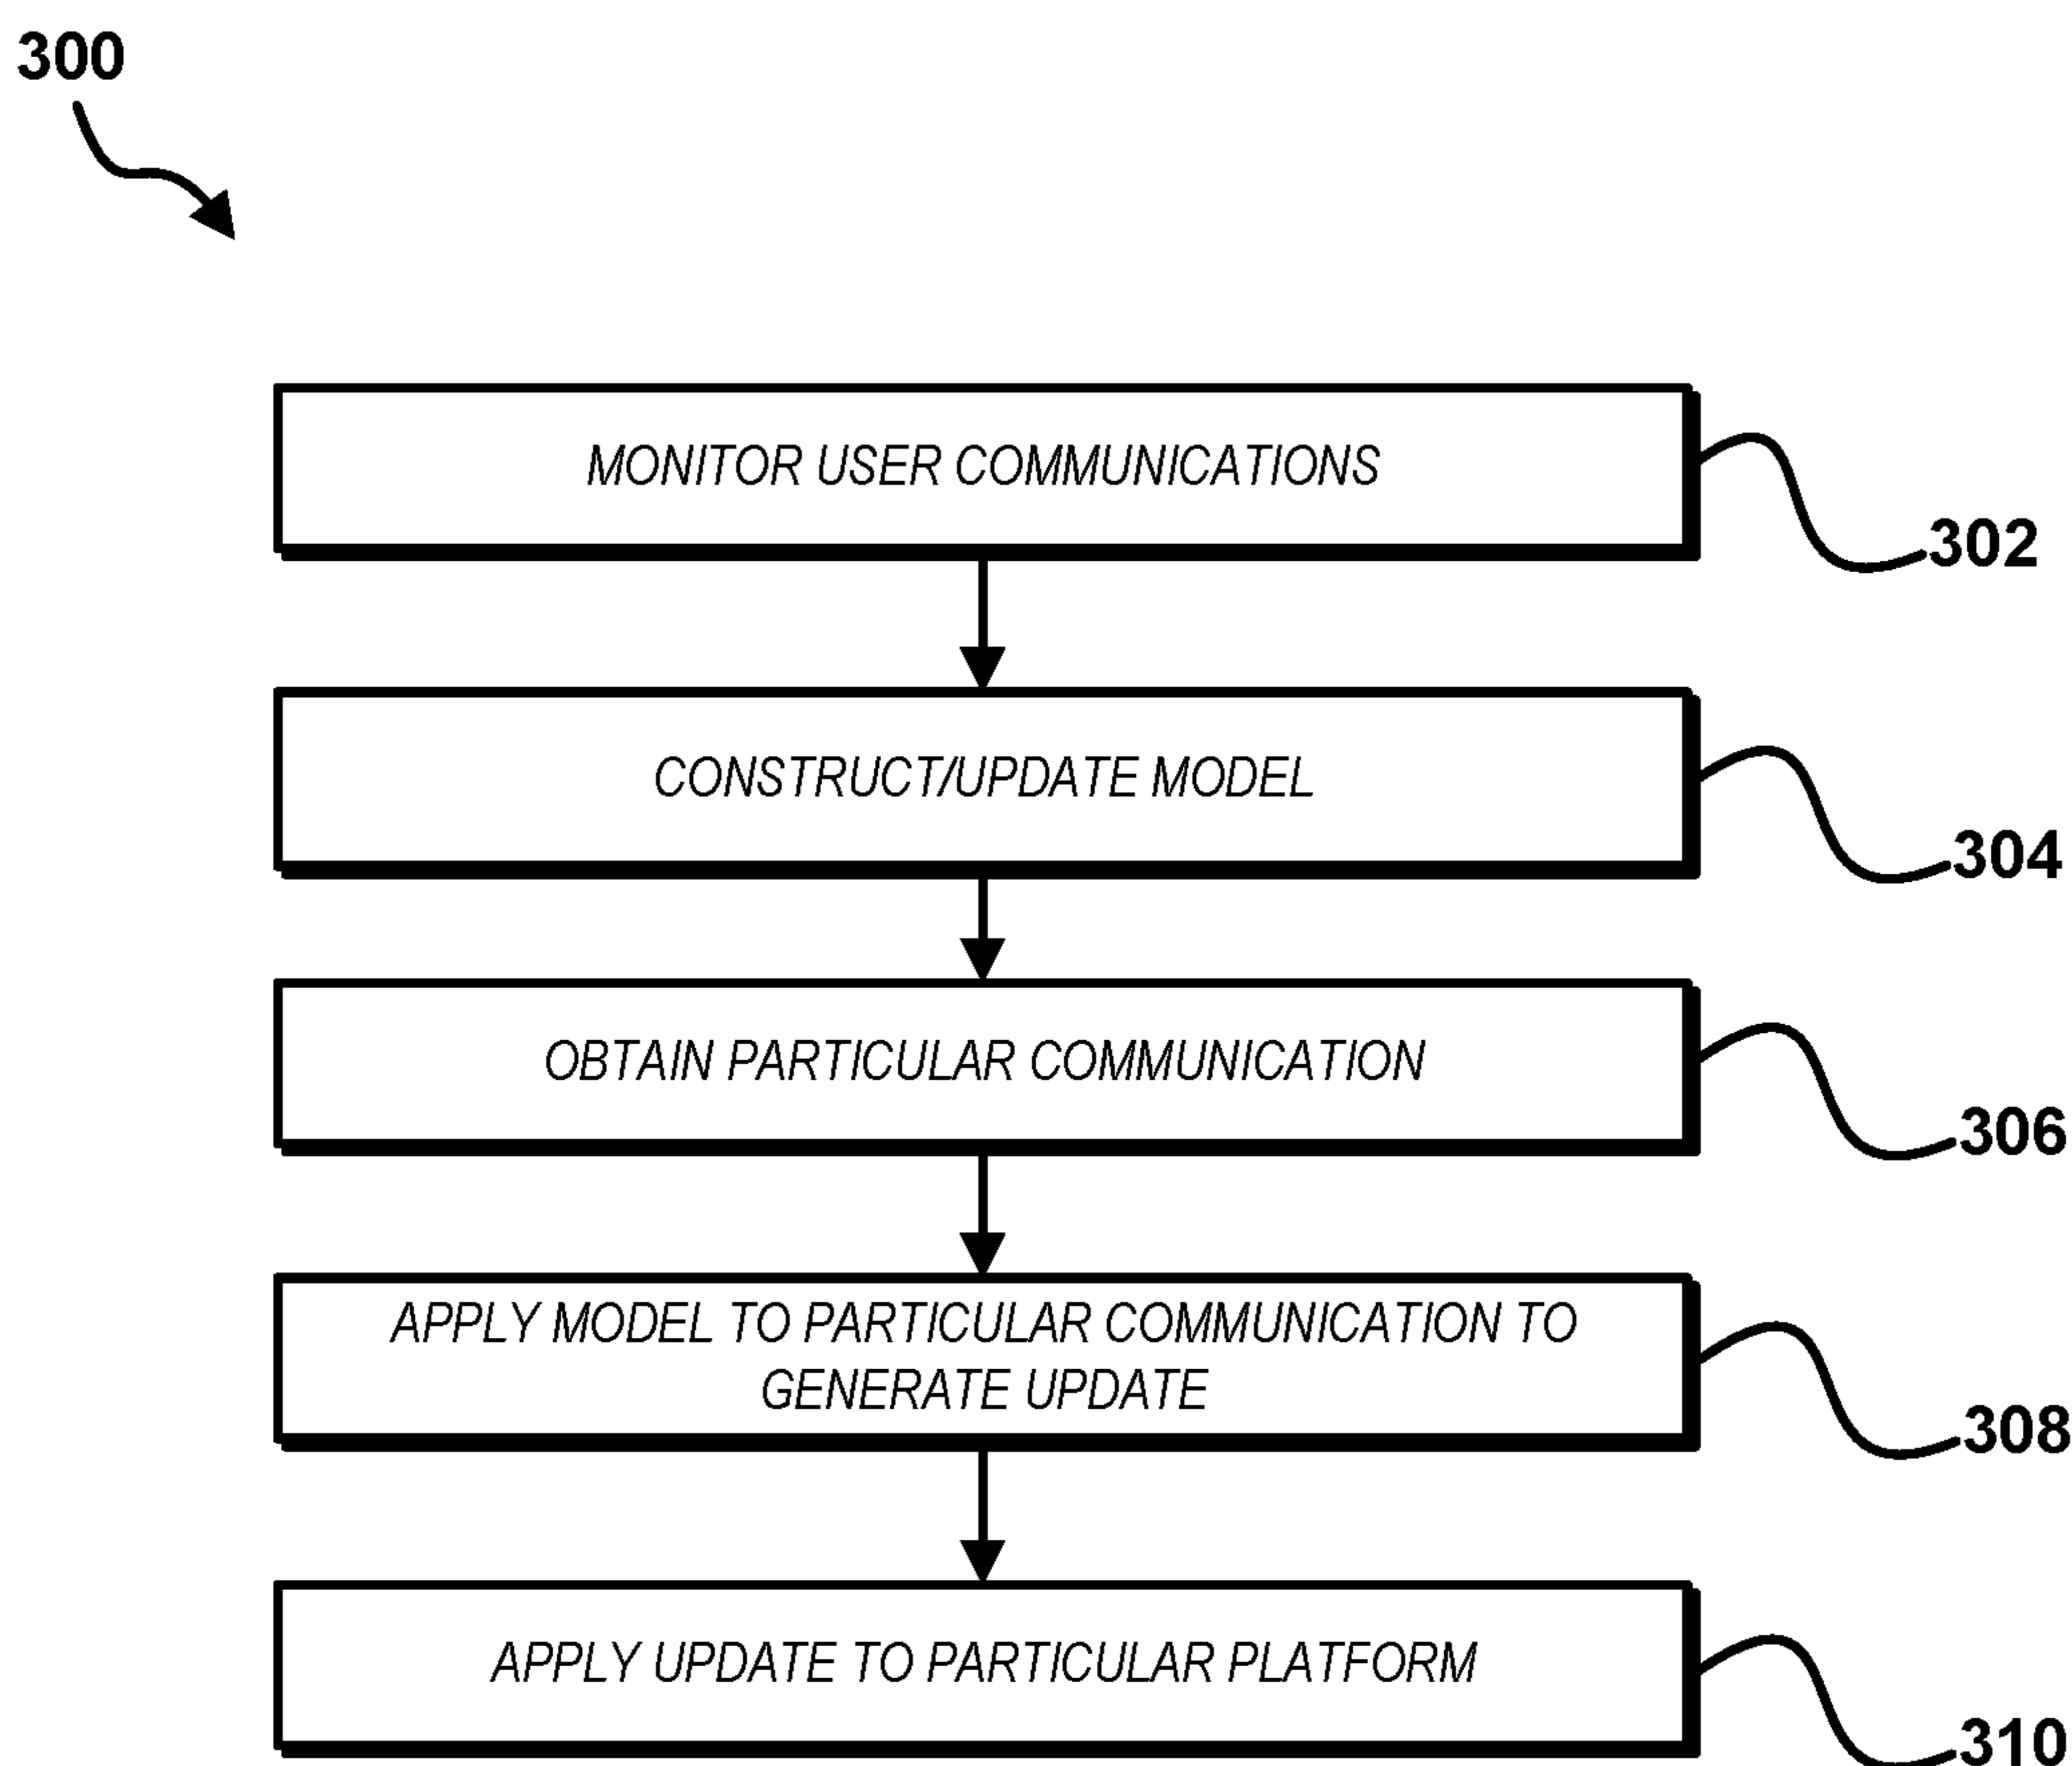 300
MONITOR USER COMMUNICATIONS
302
CONSTRUCT/UPDATE MODEL
304
OBTAIN PARTICULAR COMMUNICATION
306
APPLY MODEL TO PARTICULAR COMMUNICATION TO
GENERATE UPDATE
308
APPLY UPDATE TO PARTICULAR PLATFORM
310